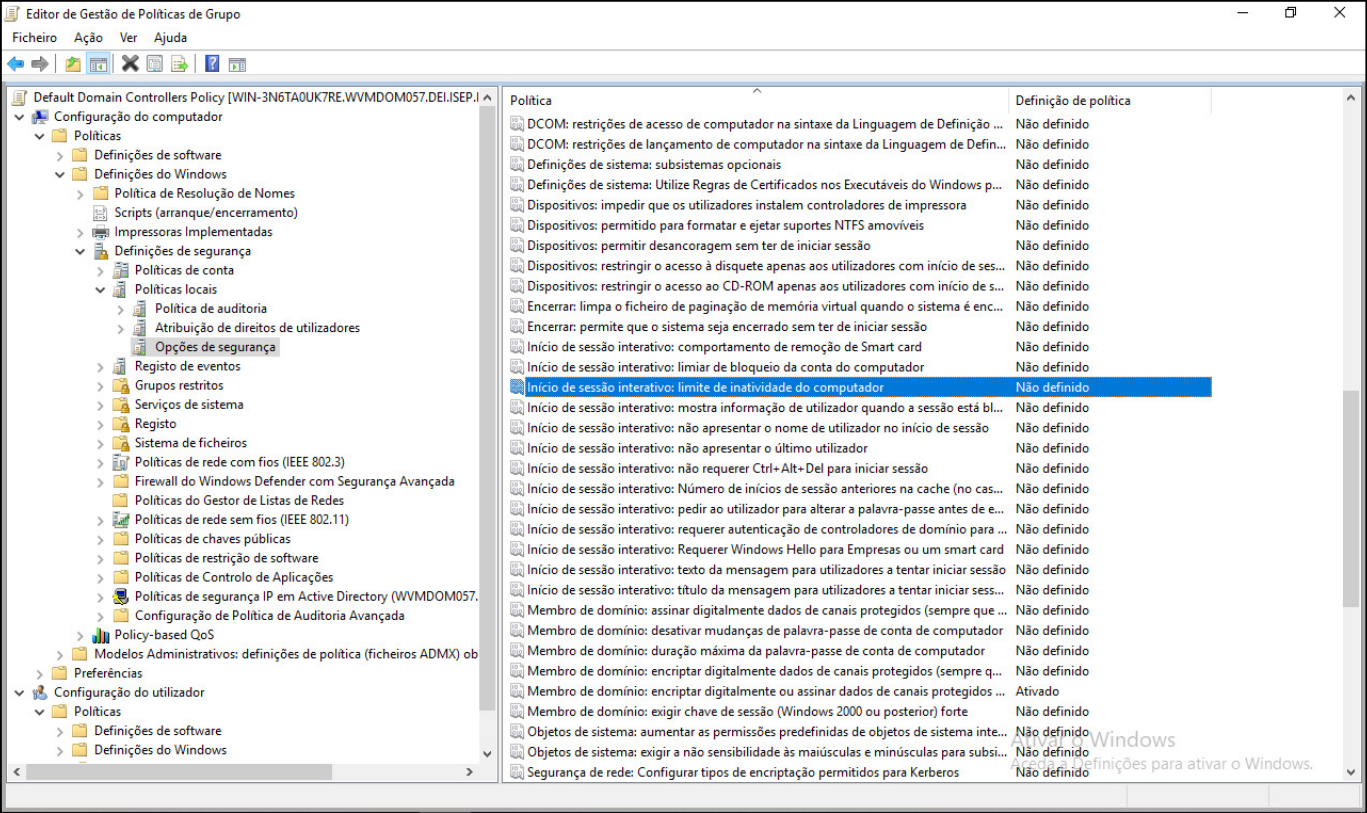 Editor de Gestão de Políticas de Grupo
Ficheiro Ação Ver Ajuda
Default Domain Controllers Policy [WIN-3N6TA0UK7RE.WVMDOM057.DEI.ISEP.I
Configuração do computador
Políticas
Definições de software
Definições do Windows
Política de Resolução de Nomes
Scripts (arranque/encerramento)
Impressoras Implementadas
Definições de segurança
Políticas de conta
Políticas locais
Política de auditoria
Atribuição de direitos de utilizadores
Opções de segurança
Registo de eventos
Grupos restritos
Serviços de sistema
Registo
Sistema de ficheiros
Políticas de rede com fios (IEEE 802.3)
Firewall do Windows Defender com Segurança Avançada
Políticas do Gestor de Listas de Redes
Políticas de rede sem fios (IEEE 802.11)
Políticas de chaves públicas
Políticas de restrição de software
Políticas de Controlo de Aplicações
Políticas de segurança IP em Active Directory (WVMDOM057.
Configuração de Política de Auditoria Avançada
Policy-based QoS
Modelos Administrativos: definições de política (ficheiros ADMX) ob
Preferências
Configuração do utilizador
Políticas
Definições de software
Definições do Windows
Política Definição de política
DCOM: restrições de acesso de computador na sintaxe da Linguagem de Definição ... Não definido
DCOM: restrições de lançamento de computador na sintaxe da Linguagem de Defin... Não definido
Definições de sistema: subsistemas opcionais Não definido
Definições de sistema: Utilize Regras de Certificados nos Executáveis do Windows p... Não definido
Dispositivos: impedir que os utilizadores instalem controladores de impressora Não definido
Dispositivos: permitido para formatar e ejetar suportes NTFS amovíveis Não definido
Dispositivos: permitir desancoragem sem ter de iniciar sessão Não definido
Dispositivos: restringir o acesso à disquete apenas aos utilizadores com início de ses... Não definido
Dispositivos: restringir o acesso ao CD-ROM apenas aos utilizadores com início de s... Não definido
Encerrar: limpa o ficheiro de paginação de memória virtual quando o sistema é enc... Não definido
Encerrar: permite que o sistema seja encerrado sem ter de iniciar sessão Não definido
Início de sessão interativo: comportamento de remoção de Smart card Não definido
Início de sessão interativo: limiar de bloqueio da conta do computador Não definido
Início de sessão interativo: limite de inatividade do computador Não definido
Início de sessão interativo: mostra informação de utilizador quando a sessão está bl... Não definido
Início de sessão interativo: não apresentar o nome de utilizador no início de sessão Não definido
Início de sessão interativo: não apresentar o último utilizador Não definido
Início de sessão interativo: não requerer Ctrl+Alt+Del para iniciar sessão Não definido
Início de sessão interativo: Número de inícios de sessão anteriores na cache (no cas... Não definido
Início de sessão interativo: pedir ao utilizador para alterar a palavra-passe antes de e... Não definido
Início de sessão interativo: requerer autenticação de controladores de domínio para ... Não definido
Início de sessão interativo: Requerer Windows Hello para Empresas ou um smart card Não definido
Início de sessão interativo: texto da mensagem para utilizadores a tentar iniciar sessão Não definido
Início de sessão interativo: título da mensagem para utilizadores a tentar iniciar sess... Não definido
Membro de domínio: assinar digitalmente dados de canais protegidos (sempre que ... Não definido
Membro de domínio: desativar mudanças de palavra-passe de conta de computador Não definido
Membro de domínio: duração máxima da palavra-passe de conta de computador Não definido
Membro de domínio: encriptar digitalmente dados de canais protegidos (sempre q... Não definido
Membro de domínio: encriptar digitalmente ou assinar dados de canais protegidos ... Ativado
Membro de domínio: exigir chave de sessão (Windows 2000 ou posterior) forte Não definido
Objetos de sistema: aumentar as permissões predefinidas de objetos de sistema inte... Não definido
Objetos de sistema: exigir a não sensibilidade às maiúsculas e minúsculas para subsi... Não definido
Segurança de rede: Configurar tipos de encriptação permitidos para Kerberos Não definido
Ativar o Windows
Aceda a Definições para ativar o Windows.